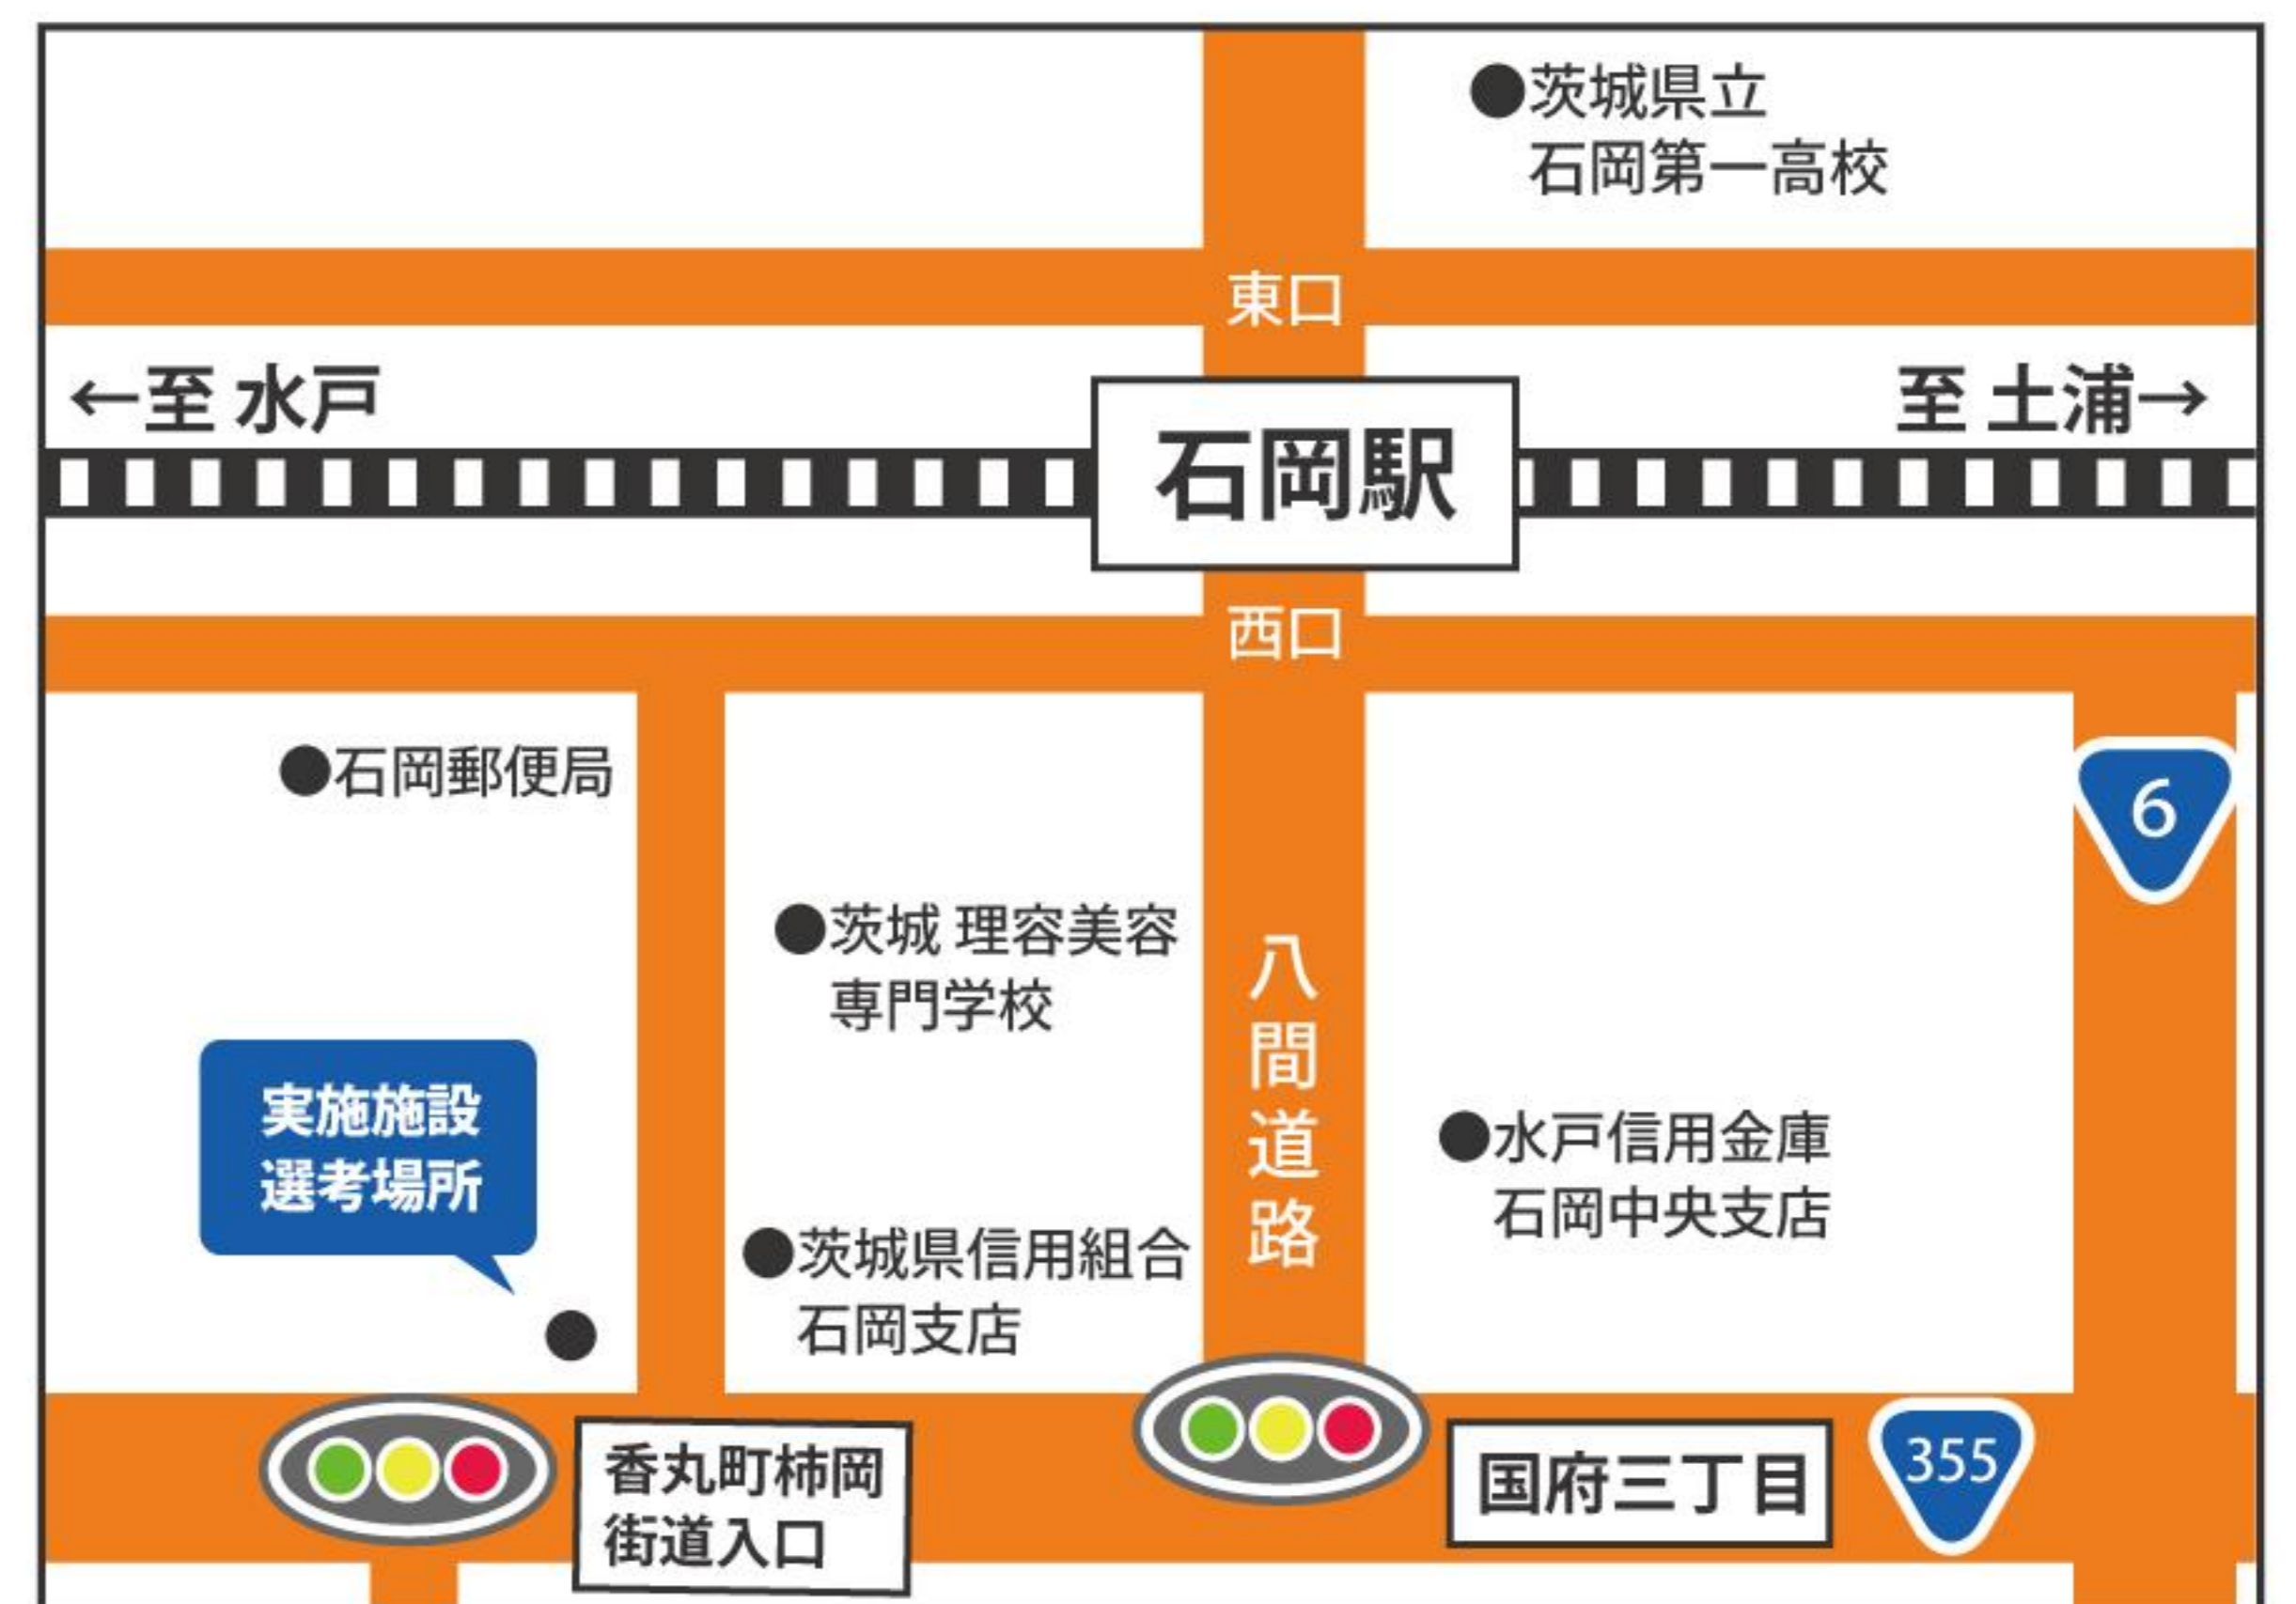 ●茨城県立
石岡第一高校
東口
←至 水戸
至 土浦→
石岡駅
西口
●石岡郵便局
6
●茨城 理容美容
専門学校
八間道路
実施施設
選考場所
●水戸信用金庫
石岡中央支店
●茨城県信用組合
石岡支店
香丸町柿岡
街道入口
国府三丁目
355